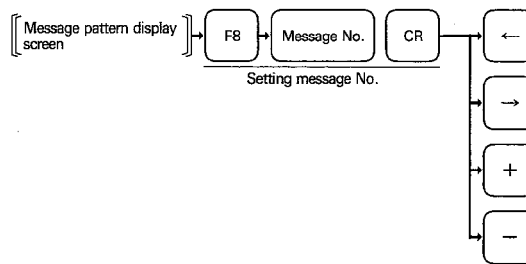 Message pattern display
screen
F8
Message No.
CR
Setting message No.
←
→
+
−